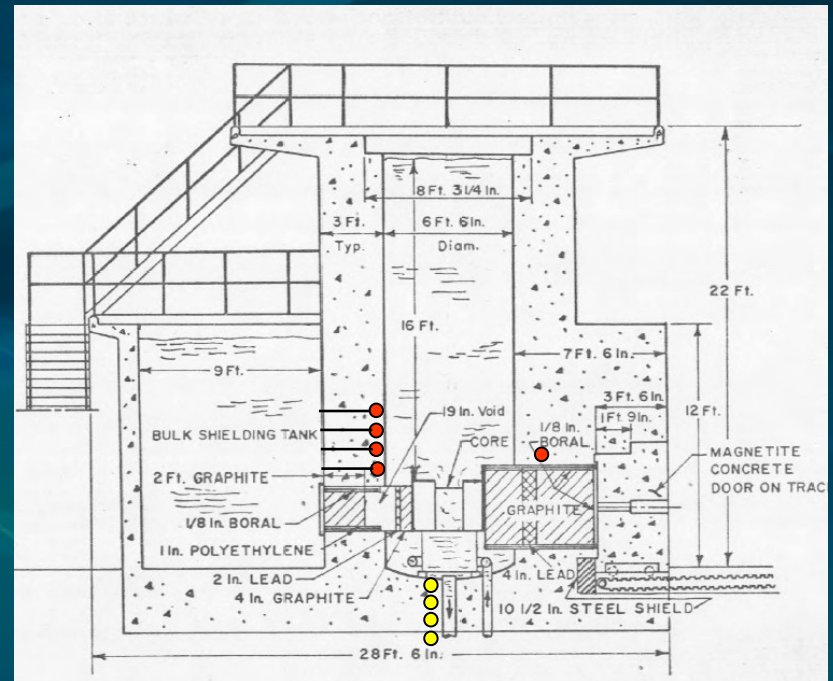 8 Ft. 3 1/4 In.
3 Ft.
6 Ft. 6 In.
Typ.
Diam.
22 Ft.
16 Ft.
7 Ft. 6 In.
9 Ft.
3 Ft. 6 In.
19 In. Void
1/8 In.
1 Ft. 9 In.
12 Ft.
BULK SHIELDING TANK
CORE
BORAL
MAGNETITE
CONCRETE
DOOR ON TRAC
2 Ft. GRAPHITE
GRAPHITE
1/8 In. BORAL
1 In. POLYETHYLENE
2 In. LEAD
4 In. LEAD
4 In. GRAPHITE
10 1/2 In. STEEL SHIELD
28 Ft. 6 In.